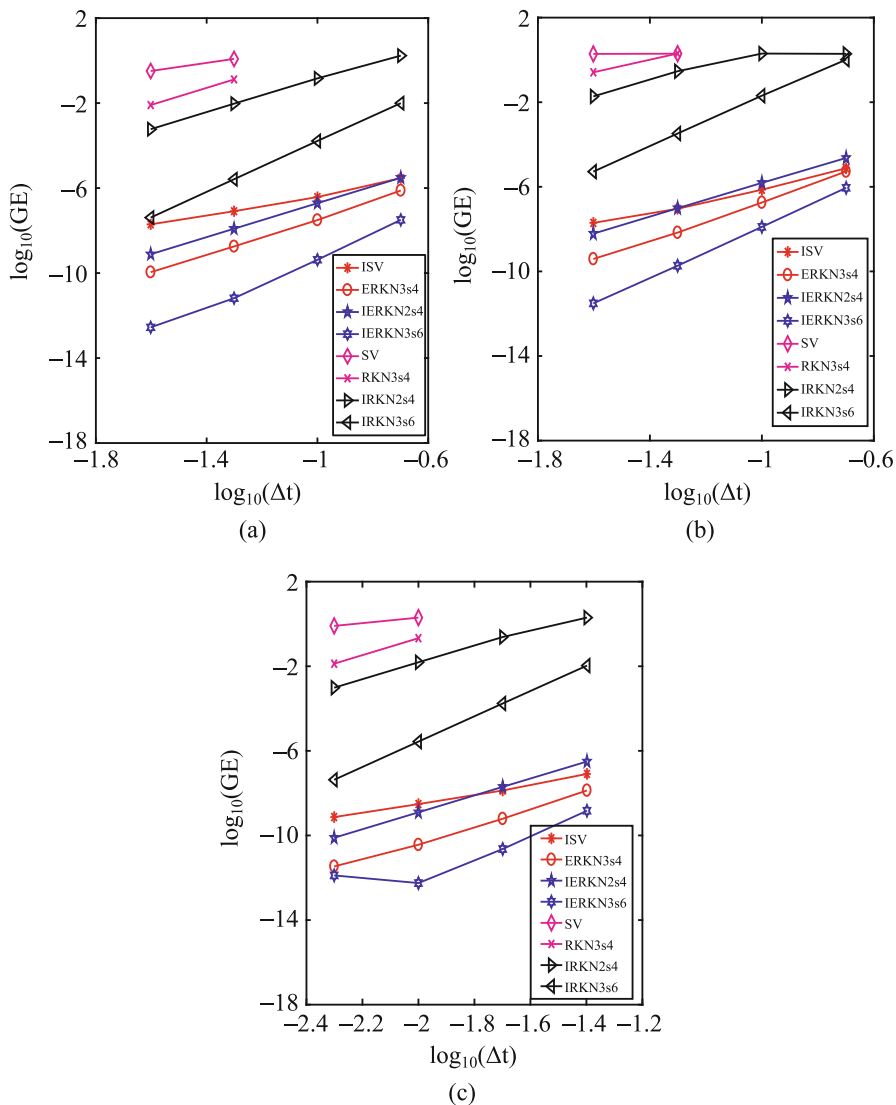 2
−2
−6
−10
−14
−18
−1.8
−1.4
−1
−0.6
log10(GE)
log10(Δt)
ISV
ERKN3s4
IERKN2s4
IERKN3s6
SV
RKN3s4
IRKN2s4
IRKN3s6
(a)
2
−2
−6
−10
−14
−18
−1.8
−1.4
−1
−0.6
log10(GE)
log10(Δt)
ISV
ERKN3s4
IERKN2s4
IERKN3s6
SV
RKN3s4
IRKN2s4
IRKN3s6
(b)
2
−2
−6
−10
−14
−18
−2.4
−2.2
−2
−1.8
−1.6
−1.4
−1.2
log10(GE)
log10(Δt)
ISV
ERKN3s4
IERKN2s4
IERKN3s6
SV
RKN3s4
IRKN2s4
IRKN3s6
(c)